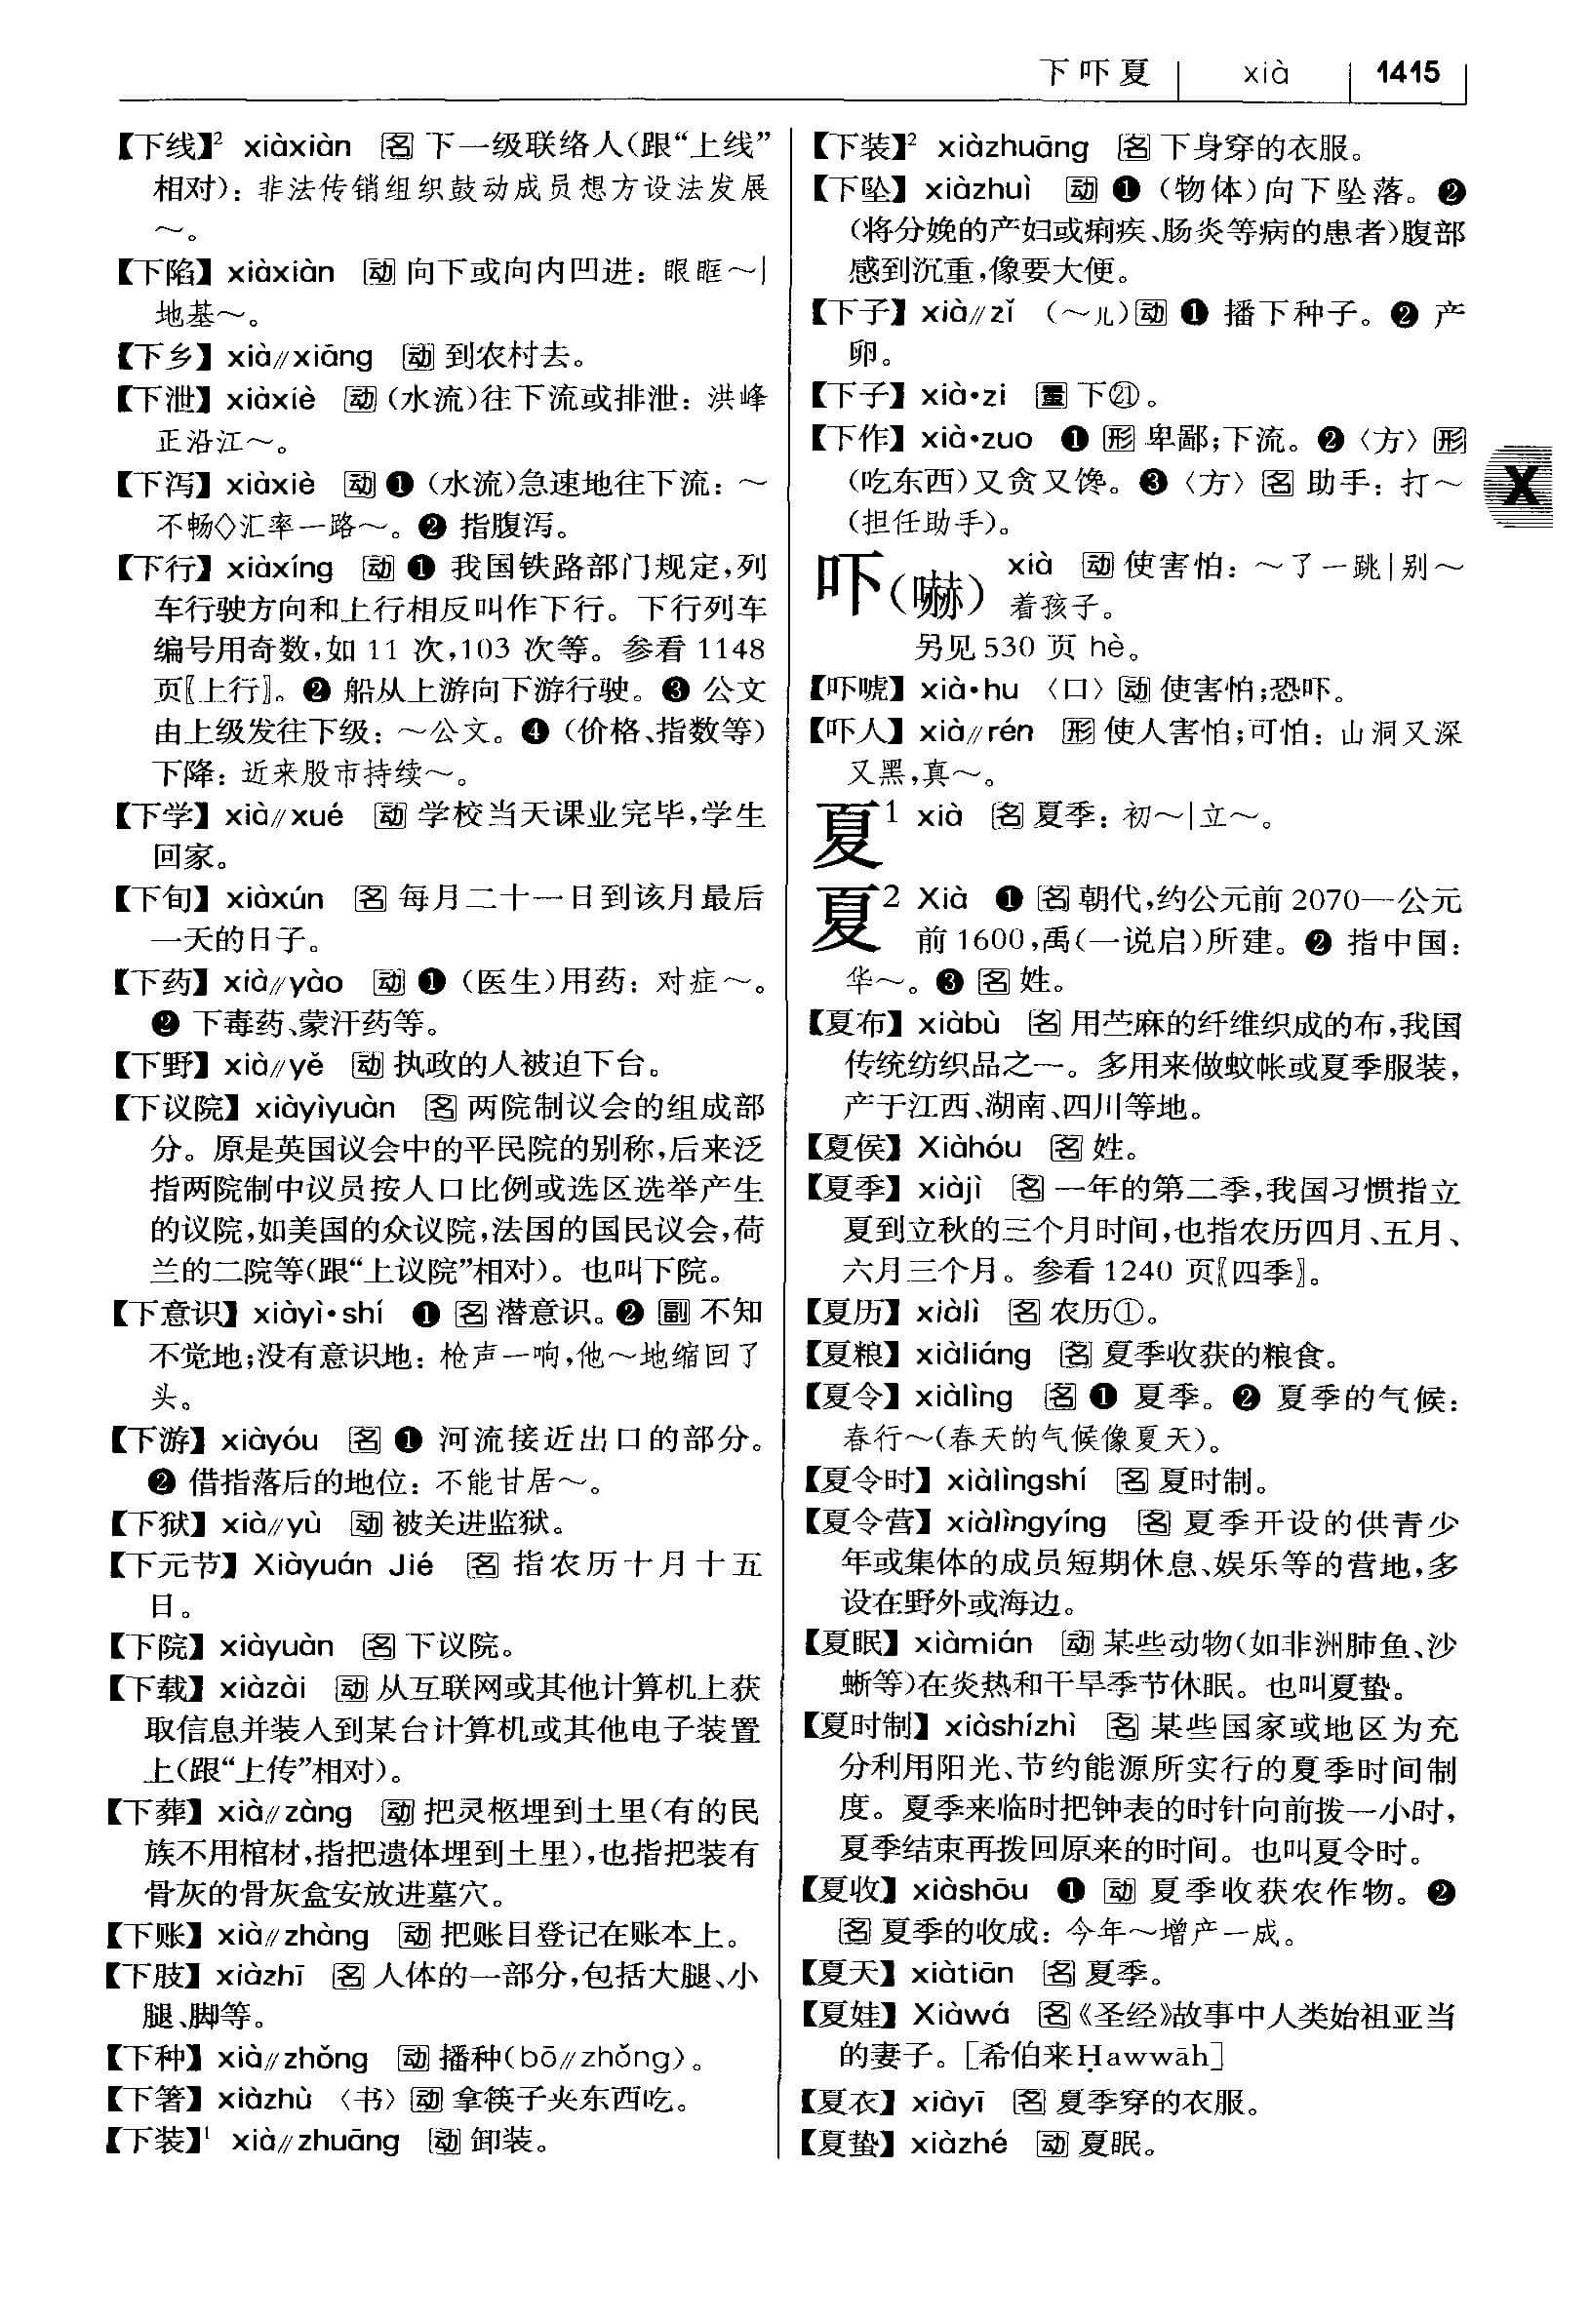 下吓夏 xià 1415
【下线】² xiàxiàn 名 下一级联络人(跟“上线”
相对)：非法传销组织鼓动成员想方设法发展
～。
【下陷】xiàxiàn 动 向下或向内凹进：眼眶～|
地基～。
【下乡】xià//xiāng 动 到农村去。
【下泄】xiàxiè 动 (水流)往下流或排泄：洪峰
正沿江～。
【下泻】xiàxiè 动 ❶ (水流)急速地往下流：～
不畅◇汇率一路～。❷ 指腹泻。
【下行】xiàxíng 动 ❶ 我国铁路部门规定,列
车行驶方向和上行相反叫作下行。下行列车
编号用奇数,如 11 次,103 次等。参看 1148
页〖上行〗。❷ 船从上游向下游行驶。❸ 公文
由上级发往下级：～公文。❹ (价格、指数等)
下降：近来股市持续～。
【下学】xià//xué 动 学校当天课业完毕,学生
回家。
【下旬】xiàxún 名 每月二十一日到该月最后
一天的日子。
【下药】xià//yào 动 ❶ (医生)用药：对症～。
❷ 下毒药、蒙汗药等。
【下野】xià//yě 动 执政的人被迫下台。
【下议院】xiàyìyuàn 名 两院制议会的组成部
分。原是英国议会中的平民院的别称,后来泛
指两院制中议员按人口比例或选区选举产生
的议院,如美国的众议院,法国的国民议会,荷
兰的二院等(跟“上议院”相对)。也叫下院。
【下意识】xiàyì·shí ❶ 名 潜意识。❷ 副 不知
不觉地;没有意识地：枪声一响,他～地缩回了
头。
【下游】xiàyóu 名 ❶ 河流接近出口的部分。
❷ 借指落后的地位：不能甘居～。
【下狱】xià//yù 动 被关进监狱。
【下元节】Xiàyuán Jié 名 指农历十月十五
日。
【下院】xiàyuàn 名 下议院。
【下载】xiàzài 动 从互联网或其他计算机上获
取信息并装入到某台计算机或其他电子装置
上(跟“上传”相对)。
【下葬】xià//zàng 动 把灵柩埋到土里(有的民
族不用棺材,指把遗体埋到土里),也指把装有
骨灰的骨灰盒安放进墓穴。
【下账】xià//zhàng 动 把账目登记在账本上。
【下肢】xiàzhī 名 人体的一部分,包括大腿、小
腿、脚等。
【下种】xià//zhǒng 动 播种(bō//zhǒng)。
【下箸】xiàzhù 〈书〉动 拿筷子夹东西吃。
【下装】¹ xià//zhuāng 动 卸装。
【下装】² xiàzhuāng 名 下身穿的衣服。
【下坠】xiàzhuì 动 ❶ (物体)向下坠落。❷
(将分娩的产妇或痢疾、肠炎等病的患者)腹部
感到沉重,像要大便。
【下子】xià//zǐ (～儿)动 ❶ 播下种子。❷ 产
卵。
【下子】xià·zi 量 下㉑。
【下作】xià·zuo ❶ 形 卑鄙;下流。❷〈方〉形
(吃东西)又贪又馋。❸〈方〉名 助手：打～
(担任助手)。
X
吓(嚇) xià 动 使害怕：～了一跳|别～
着孩子。
另见 530 页 hè。
【吓唬】xià·hu 〈口〉动 使害怕;恐吓。
【吓人】xià//rén 形 使人害怕;可怕：山洞又深
又黑,真～。
夏¹ xià 名 夏季：初～|立～。
夏² Xià ❶ 名 朝代,约公元前 2070—公元
前 1600,禹(一说启)所建。❷ 指中国：
华～。❸ 名 姓。
【夏布】xiàbù 名 用苎麻的纤维织成的布,我国
传统纺织品之一。多用来做蚊帐或夏季服装,
产于江西、湖南、四川等地。
【夏侯】Xiàhóu 名 姓。
【夏季】xiàjì 名 一年的第二季,我国习惯指立
夏到立秋的三个月时间,也指农历四月、五月、
六月三个月。参看 1240 页〖四季〗。
【夏历】xiàlì 名 农历①。
【夏粮】xiàliáng 名 夏季收获的粮食。
【夏令】xiàlìng 名 ❶ 夏季。❷ 夏季的气候：
春行～(春天的气候像夏天)。
【夏令时】xiàlìngshí 名 夏时制。
【夏令营】xiàlìngyíng 名 夏季开设的供青少
年或集体的成员短期休息、娱乐等的营地,多
设在野外或海边。
【夏眠】xiàmián 动 某些动物(如非洲肺鱼、沙
蜥等)在炎热和干旱季节休眠。也叫夏蛰。
【夏时制】xiàshízhì 名 某些国家或地区为充
分利用阳光、节约能源所实行的夏季时间制
度。夏季来临时把钟表的时针向前拨一小时,
夏季结束再拨回原来的时间。也叫夏令时。
【夏收】xiàshōu ❶ 动 夏季收获农作物。❷
名 夏季的收成：今年～增产一成。
【夏天】xiàtiān 名 夏季。
【夏娃】Xiàwá 名《圣经》故事中人类始祖亚当
的妻子。[希伯来Ḥawwāh]
【夏衣】xiàyī 名 夏季穿的衣服。
【夏蛰】xiàzhé 动 夏眠。